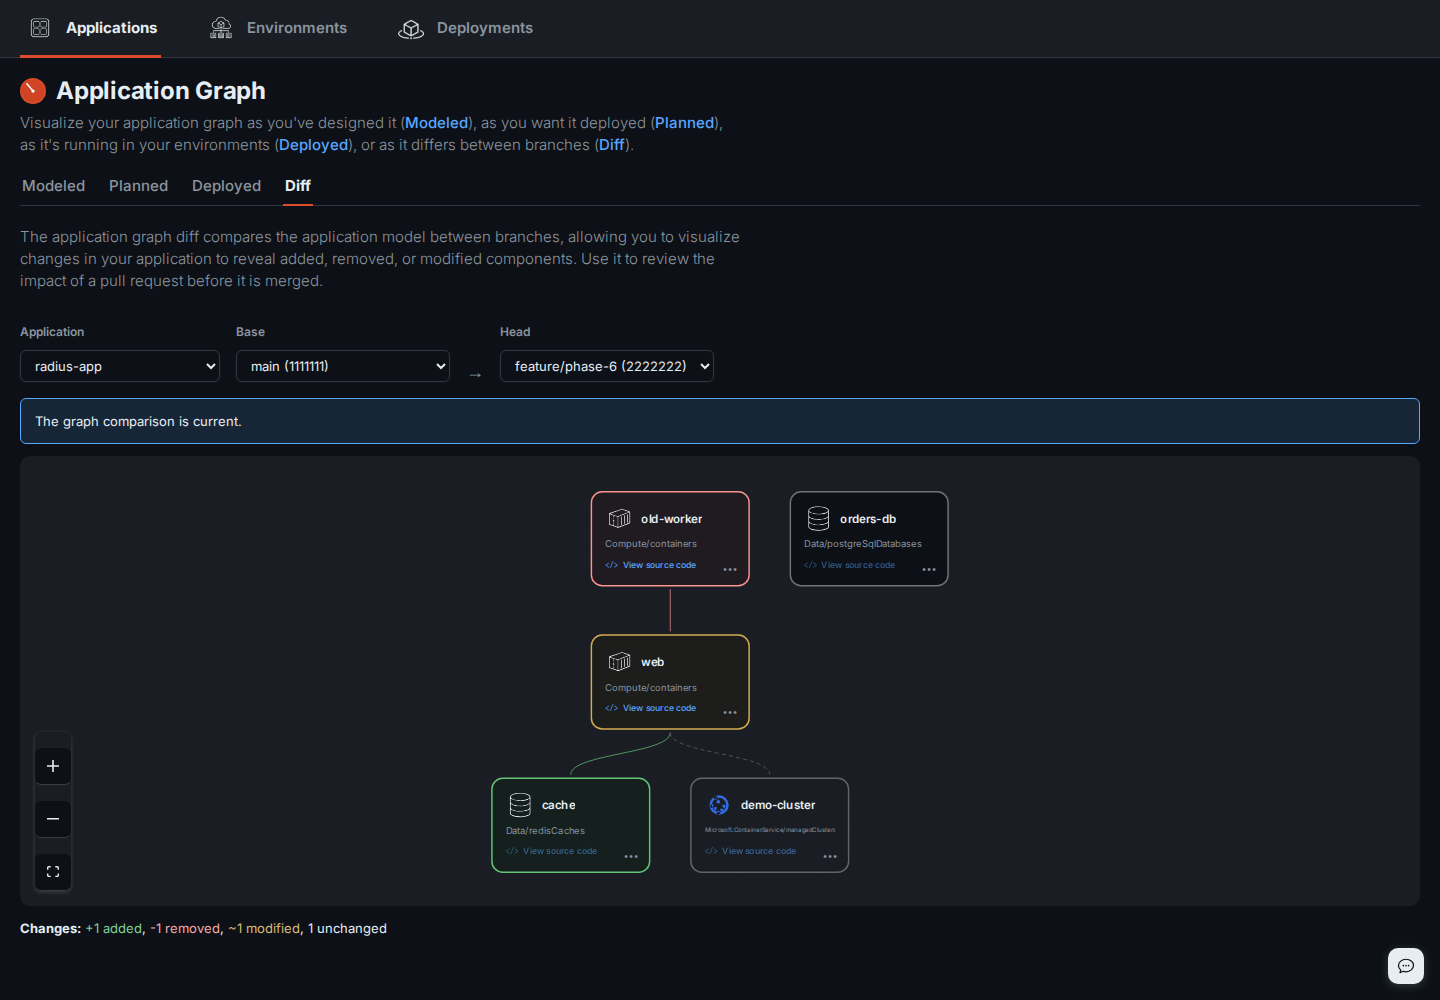 Applications
Environments
Deployments
Application Graph
Visualize your application graph as you've designed it (Modeled), as you want it deployed (Planned),
as it's running in your environments (Deployed), or as it differs between branches (Diff).
Modeled
Planned
Deployed
Diff
The application graph diff compares the application model between branches, allowing you to visualize
changes in your application to reveal added, removed, or modified components. Use it to review the
impact of a pull request before it is merged.
Application
Base
Head
radius-app
main (1111111)
→
feature/phase-6 (2222222)
The graph comparison is current.
old-worker
Compute/containers
</> View source code
orders-db
Data/postgreSqlDatabases
</> View source code
web
Compute/containers
</> View source code
cache
Data/redisCaches
</> View source code
demo-cluster
Microsoft.ContainerService/managedClusters
</> View source code
Changes: +1 added, -1 removed, ~1 modified, 1 unchanged